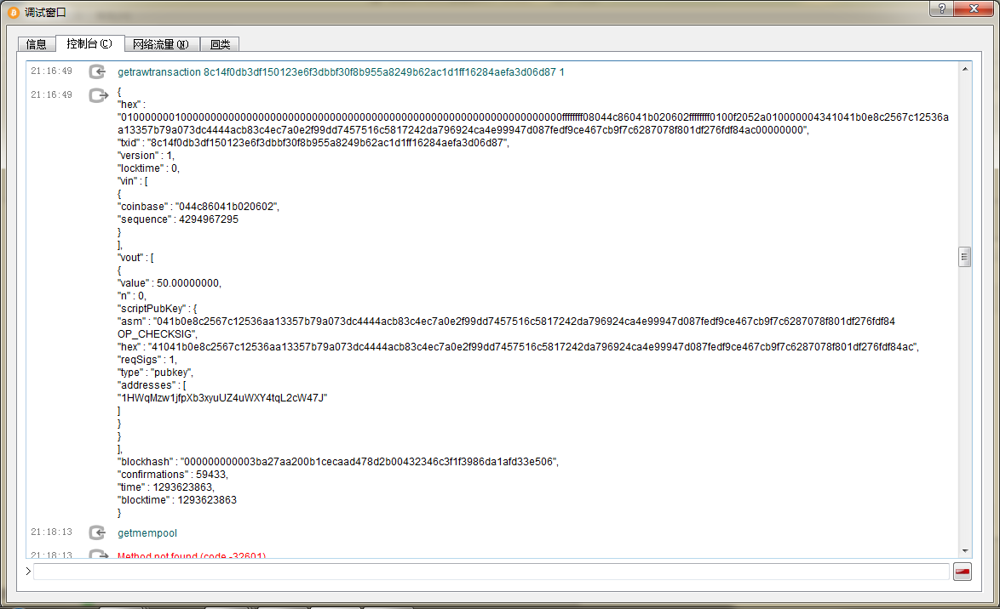 调试窗口
信息 控制台(C) 网络流量(N) 回类
21:16:49 getrawtransaction 8c14f0db3df150123e6f3dbbf30f8b955a8249b62ac1d1ff16284aefa3d06d87 1
21:16:49 {
"hex" :
"01000000010000000000000000000000000000000000000000000000000000000000000000ffffffff08044c86041b020602ffffffff0100f2052a010000004341041b0e8c2567c12536a
a13357b79a073dc4444acb83c4ec7a0e2f99dd7457516c5817242da796924ca4e99947d087fedf9ce467cb9f7c6287078f801df276fdf84ac00000000",
"txid" : "8c14f0db3df150123e6f3dbbf30f8b955a8249b62ac1d1ff16284aefa3d06d87",
"version" : 1,
"locktime" : 0,
"vin" : [
{
"coinbase" : "044c86041b020602",
"sequence" : 4294967295
}
],
"vout" : [
{
"value" : 50.00000000,
"n" : 0,
"scriptPubKey" : {
"asm" : "041b0e8c2567c12536aa13357b79a073dc4444acb83c4ec7a0e2f99dd7457516c5817242da796924ca4e99947d087fedf9ce467cb9f7c6287078f801df276fdf84
OP_CHECKSIG",
"hex" : "41041b0e8c2567c12536aa13357b79a073dc4444acb83c4ec7a0e2f99dd7457516c5817242da796924ca4e99947d087fedf9ce467cb9f7c6287078f801df276fdf84ac",
"reqSigs" : 1,
"type" : "pubkey",
"addresses" : [
"1HWqMzw1jfpXb3xyuUZ4uWXY4tqL2cW47J"
]
}
}
],
"blockhash" : "000000000003ba27aa200b1cecaad478d2b00432346c3f1f3986da1afd33e506",
"confirmations" : 59433,
"time" : 1293623863,
"blocktime" : 1293623863
}
21:18:13 getmempool
21:18:13 Method not found (code -32601)
>